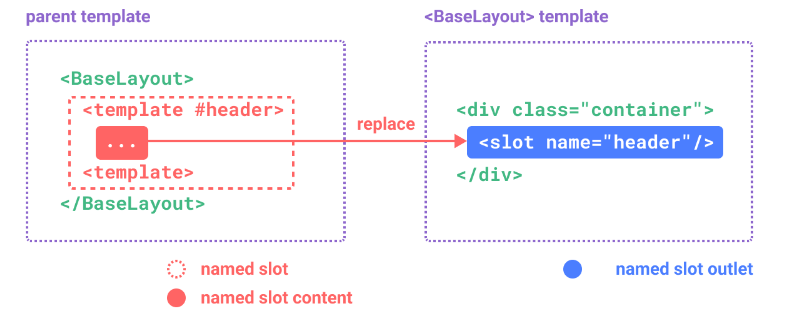 parent template
<BaseLayout>
<template #header>
...
<template>
</BaseLayout>
replace
<BaseLayout> template
<div class="container">
<slot name="header"/>
</div>
named slot
named slot content
named slot outlet